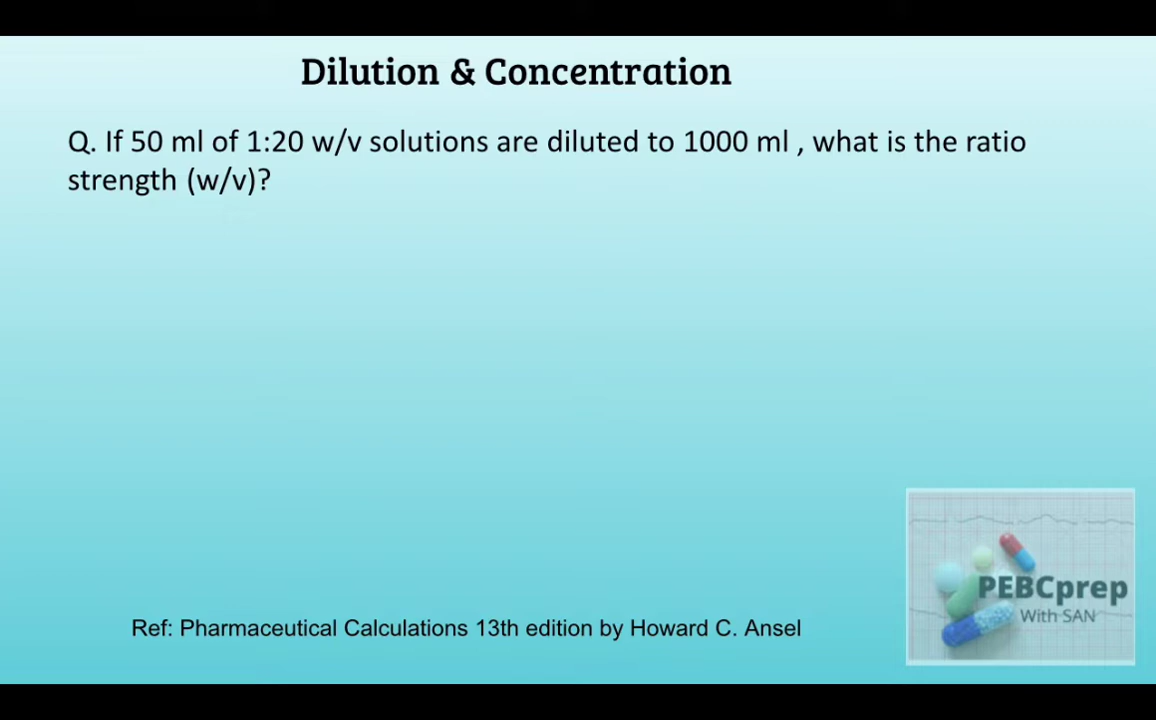 Dilution & Concentration
Q. If 50 ml of 1:20 w/v solutions are diluted to 1000 ml , what is the ratio
strength (w/v)?
PEBCprep
With SAN
Ref: Pharmaceutical Calculations 13th edition by Howard C. Ansel